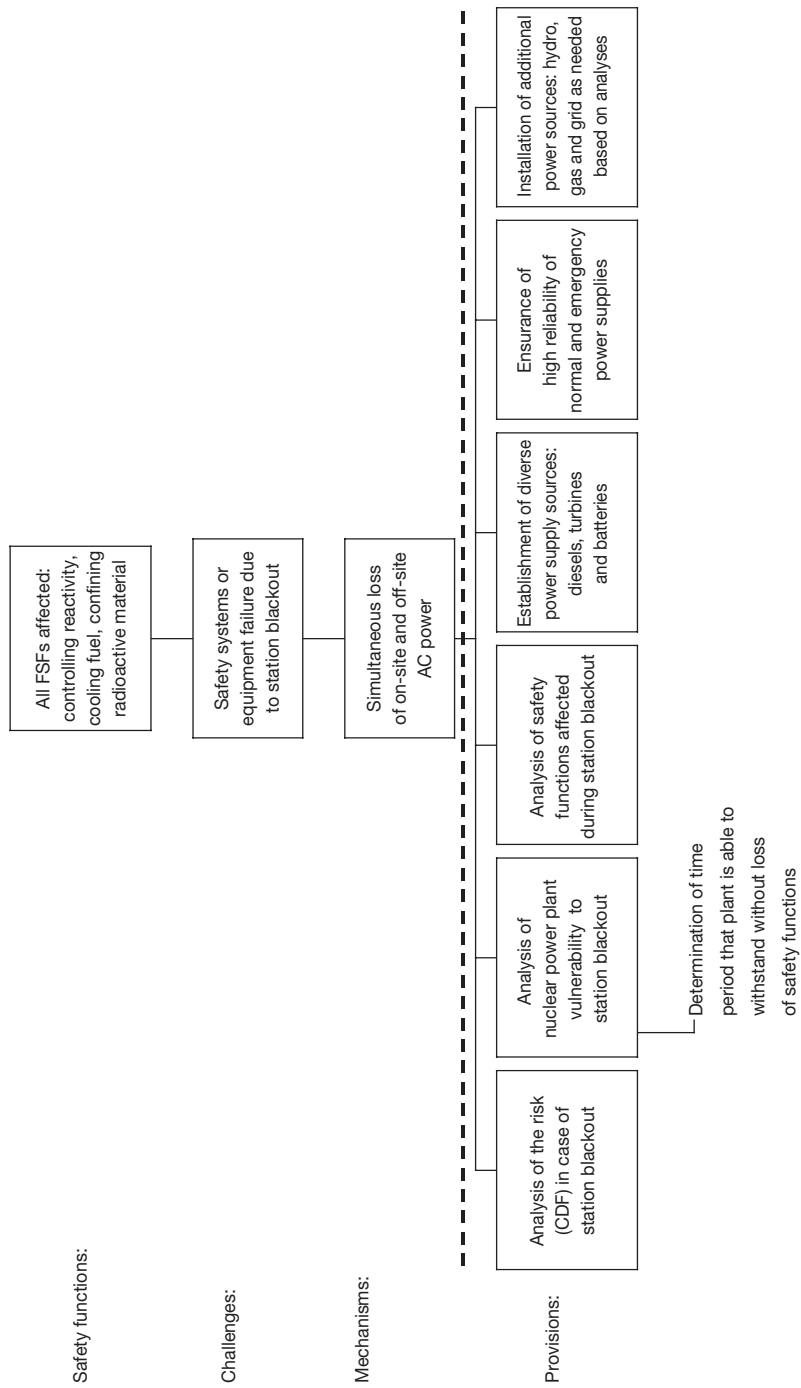 Safety functions:
All FSFs affected:
controlling reactivity,
cooling fuel, confining
radioactive material
Challenges:
Safety systems or
equipment failure due
to station blackout
Mechanisms:
Simultaneous loss
of on-site and off-site
AC power
Provisions:
Analysis of the risk
(CDF) in case of
station blackout
Analysis of
nuclear power plant
vulnerability to
station blackout
Determination of time
period that plant is able to
withstand without loss
of safety functions
Analysis of safety
functions affected
during station blackout
Establishment of diverse
power supply sources:
diesels, turbines
and batteries
Ensurance of
high reliability of
normal and emergency
power supplies
Installation of additional
power sources: hydro,
gas and grid as needed
based on analyses